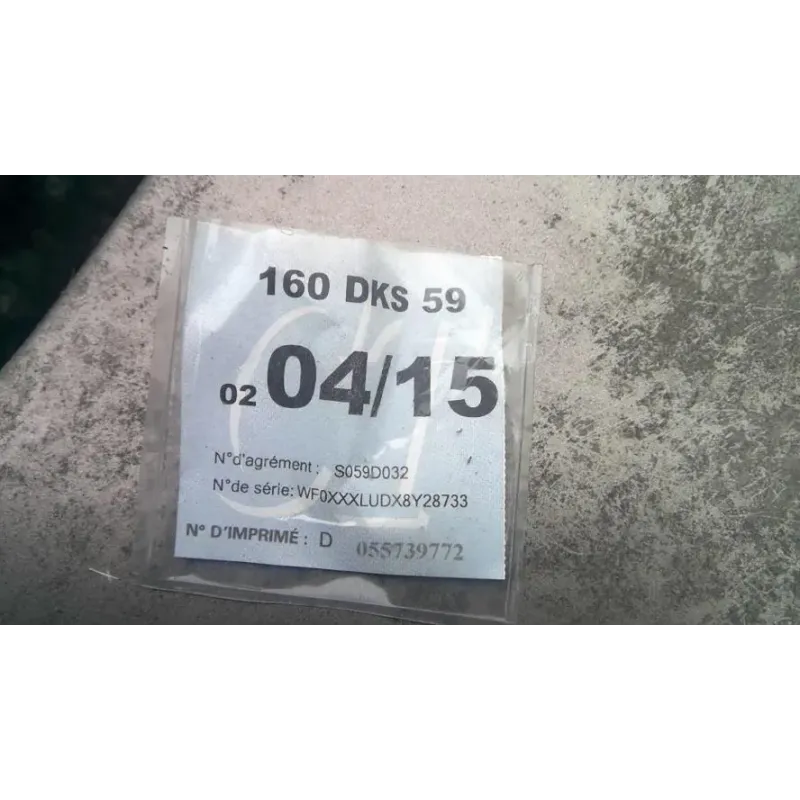 160 DKS 59
02 04/15
N°d'agrément : S059D032
N°de série: WF0XXXLUDX8Y28733
N° D'IMPRIMÉ : D 055739772